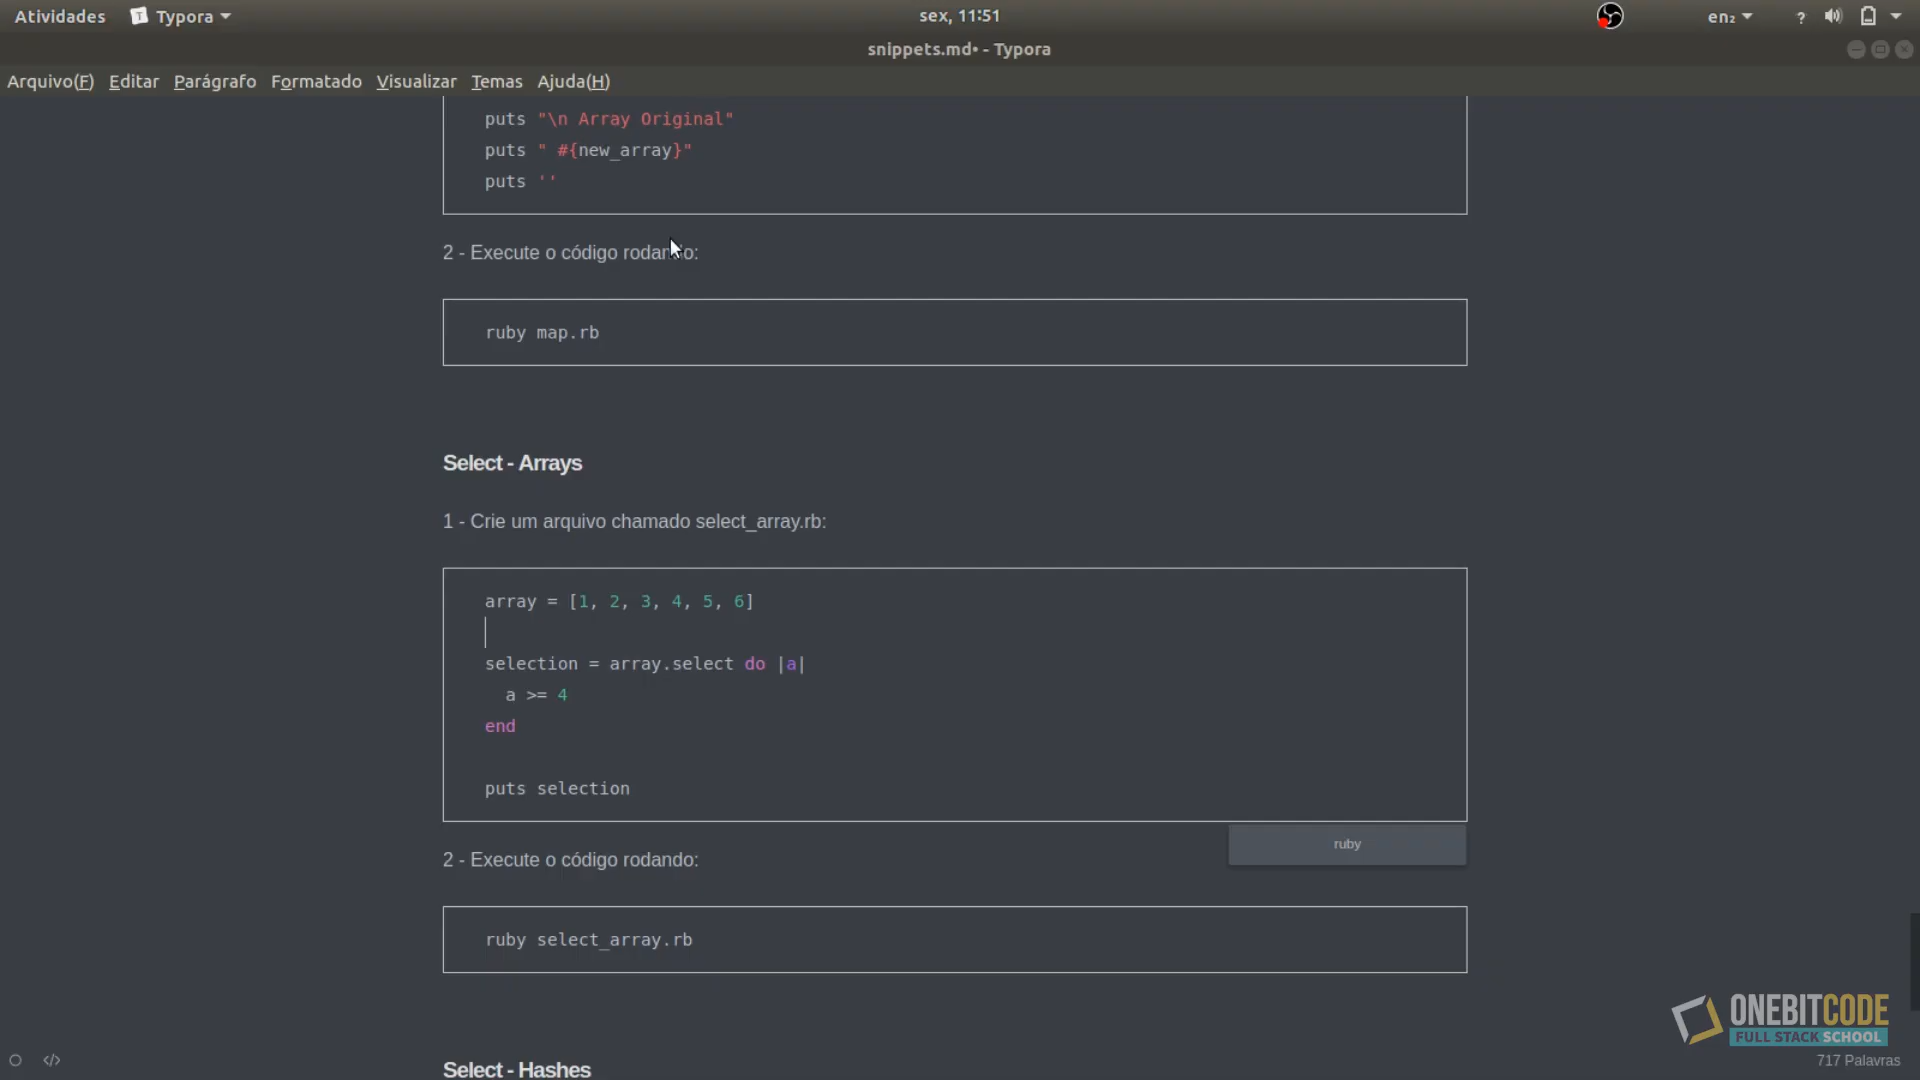 Atividades Typora sex, 11:51 en₂ ?
snippets.md• - Typora
Arquivo(F) Editar Parágrafo Formatado Visualizar Temas Ajuda(H)
puts "\n Array Original"
puts " #{new_array}"
puts ''
2 - Execute o código rodando:
ruby map.rb
Select - Arrays
1 - Crie um arquivo chamado select_array.rb:
array = [1, 2, 3, 4, 5, 6]
selection = array.select do |a|
a >= 4
end
puts selection
ruby
2 - Execute o código rodando:
ruby select_array.rb
Select - Hashes
ONEBITCODE
FULL STACK SCHOOL
</> 717 Palavras